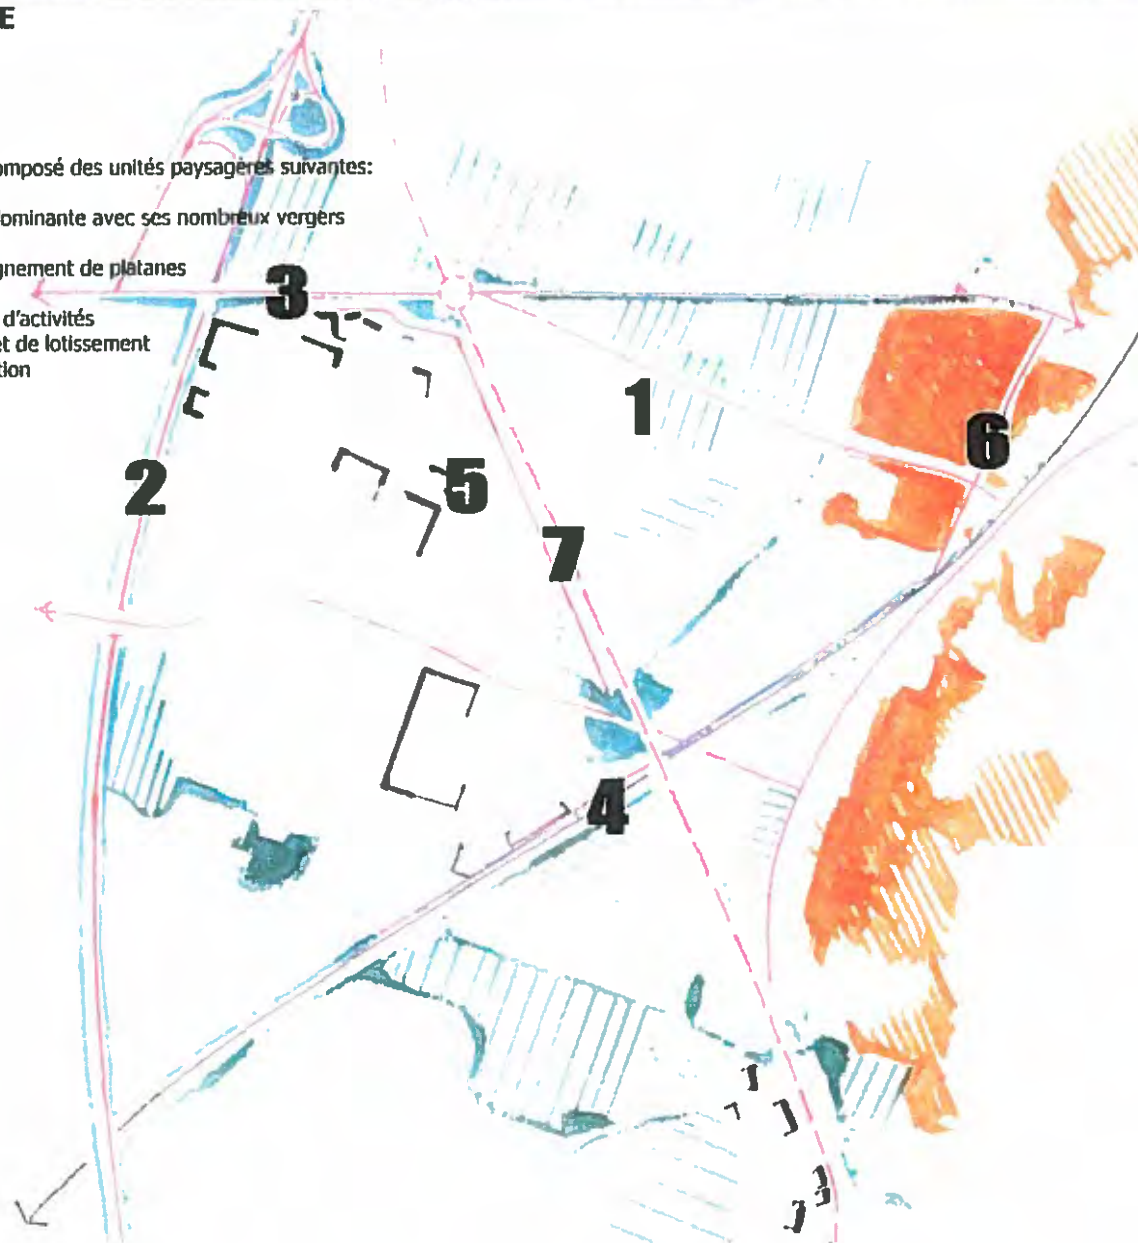 E
omposé des unités paysagères suivantes:
dominante avec ses nombreux vergers
gnement de platanes
d'activités
et de lotissement
tion
3
1
6
2
5
7
4